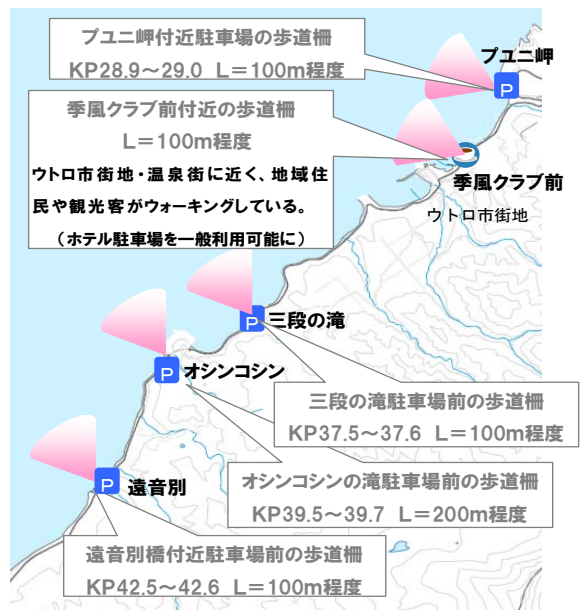 プユニ岬付近駐車場の歩道柵
KP28.9～29.0 L＝100m程度
プユニ岬
P
季風クラブ前付近の歩道柵
L＝100m程度
ウトロ市街地・温泉街に近く、地域住
民や観光客がウォーキングしている。
（ホテル駐車場を一般利用可能に）
季風クラブ前
ウトロ市街地
P
三段の滝
P
オシンコシン
三段の滝駐車場前の歩道柵
KP37.5～37.6 L＝100m程度
オシンコシンの滝駐車場前の歩道柵
KP39.5～39.7 L＝200m程度
P
遠音別
遠音別橋付近駐車場前の歩道柵
KP42.5～42.6 L＝100m程度